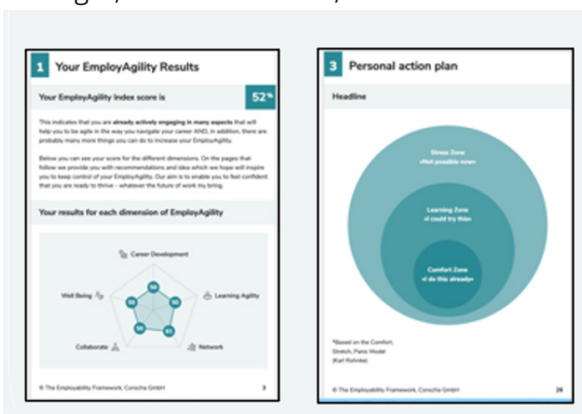 1 Your EmployAgility Results
Your EmployAgility Index score is 52%
This indicates that you are already actively engaging in many aspects that will
help you to be agile in the way you navigate your career AND, in addition, there are
probably many more things you can do to increase your EmployAgility.
Below you can see your score for the different dimensions. On the pages that
follow we provide you with recommendations and idea which we hope will inspire
you to keep control of your EmployAgility. Our aim is to enable you to feel confident
that you are ready to thrive - whatever the future of work my bring.
Your results for each dimension of EmployAgility
Career Development
Well Being
Learning Agility
Collaborate
Network
© The Employability Framework, Conscha GmbH 3
3 Personal action plan
Headline
Stress Zone
«Not possible now»
Learning Zone
«I could try this»
Comfort Zone
«I do this already»
*Based on the Comfort,
Stretch, Panic Model
(Karl Rohnke)
© The Employability Framework, Conscha GmbH 26